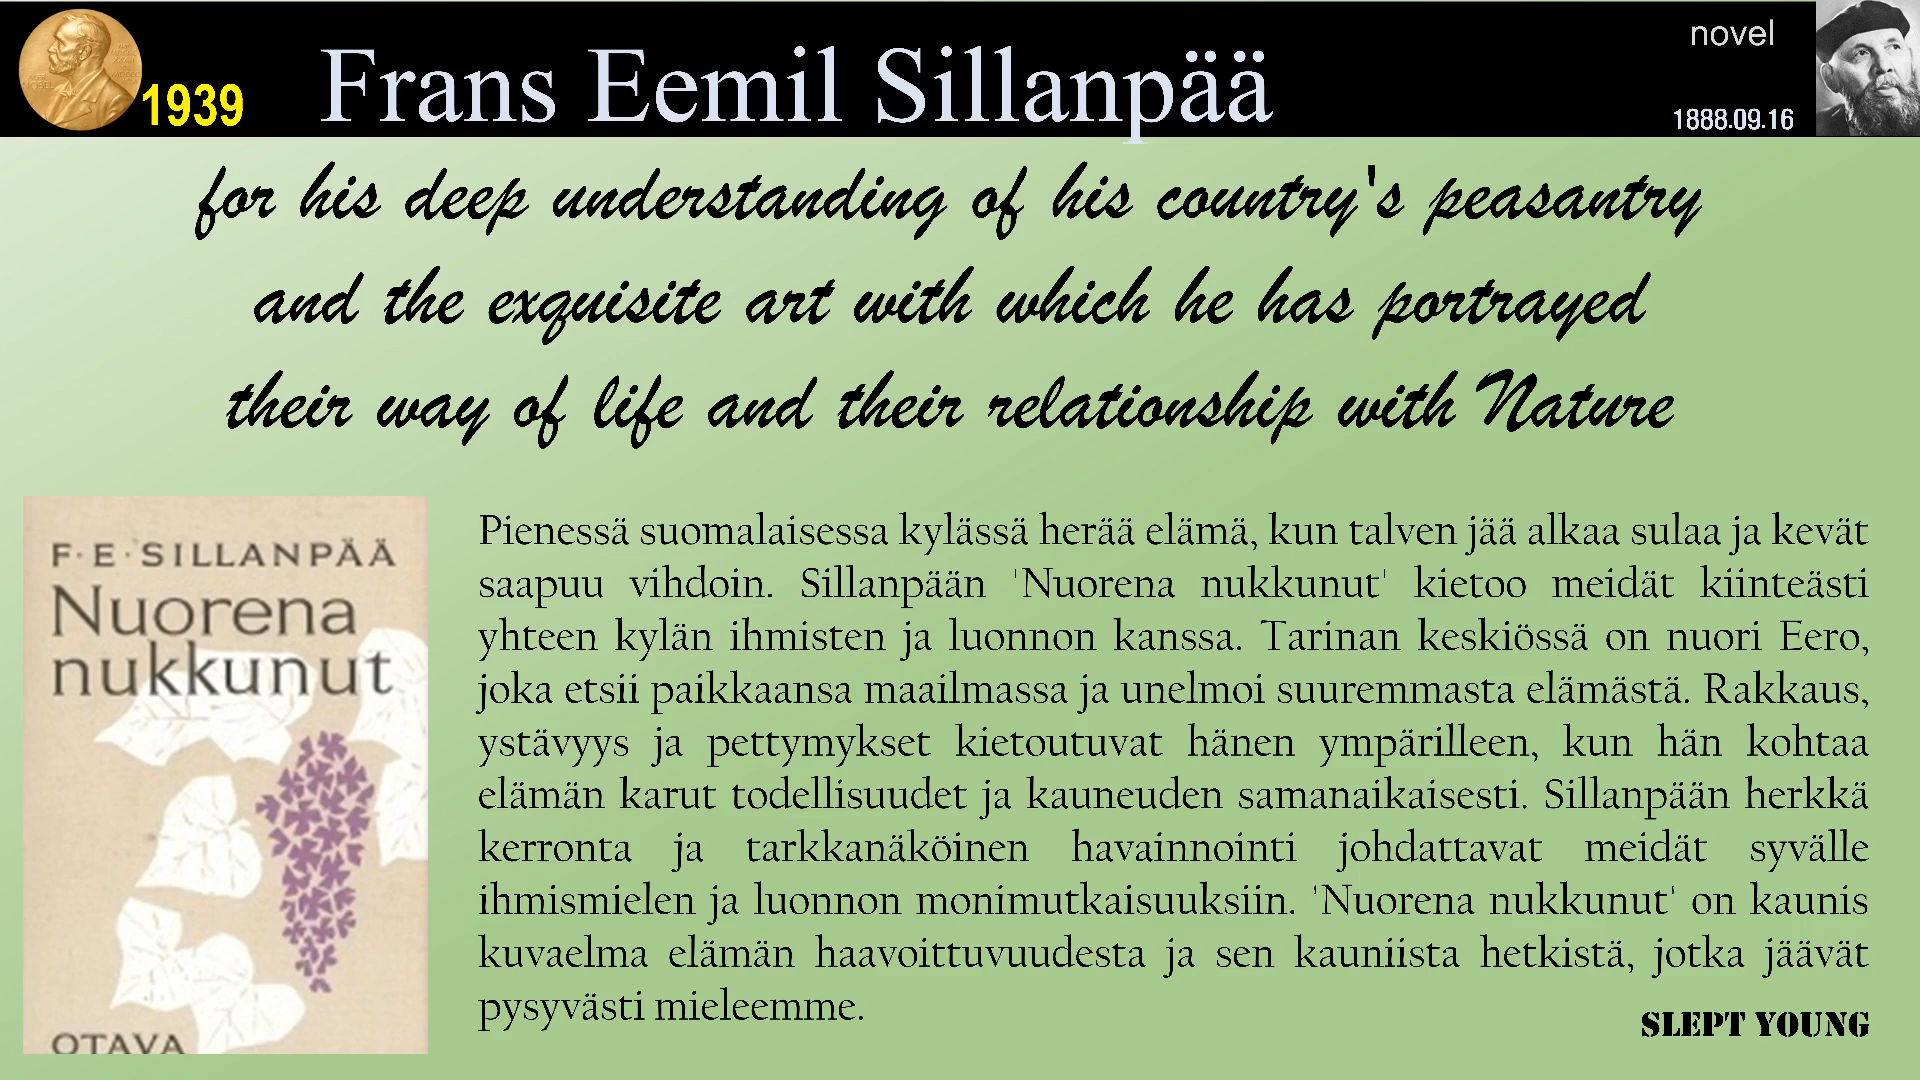 1939
Frans Eemil Sillanpää
novel
1888.09.16
for his deep understanding of his country's peasantry
and the exquisite art with which he has portrayed
their way of life and their relationship with Nature
F·E·SILLANPÄÄ
Nuorena
nukkunut
OTAVA
Pienessä suomalaisessa kylässä herää elämä, kun talven jää alkaa sulaa ja kevät
saapuu vihdoin. Sillanpään 'Nuorena nukkunut' kietoo meidät kiinteästi
yhteen kylän ihmisten ja luonnon kanssa. Tarinan keskiössä on nuori Eero,
joka etsii paikkaansa maailmassa ja unelmoi suuremmasta elämästä. Rakkaus,
ystävyys ja pettymykset kietoutuvat hänen ympärilleen, kun hän kohtaa
elämän karut todellisuudet ja kauneuden samanaikaisesti. Sillanpään herkkä
kerronta ja tarkkanäköinen havainnointi johdattavat meidät syvälle
ihmismielen ja luonnon monimutkaisuuksiin. 'Nuorena nukkunut' on kaunis
kuvaelma elämän haavoittuvuudesta ja sen kauniista hetkistä, jotka jäävät
pysyvästi mieleemme.
SLEPT YOUNG